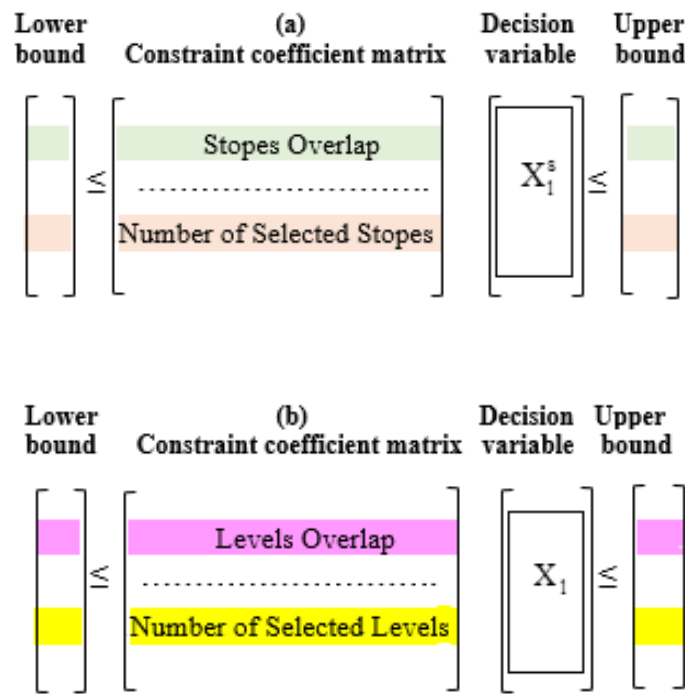 Lower (a) Decision Upper
bound Constraint coefficient matrix variable bound
Stopes Overlap
≤ ................................ X₁ˢ ≤
Number of Selected Stopes
Lower (b) Decision Upper
bound Constraint coefficient matrix variable bound
Levels Overlap
≤ ................................ X₁ ≤
Number of Selected Levels